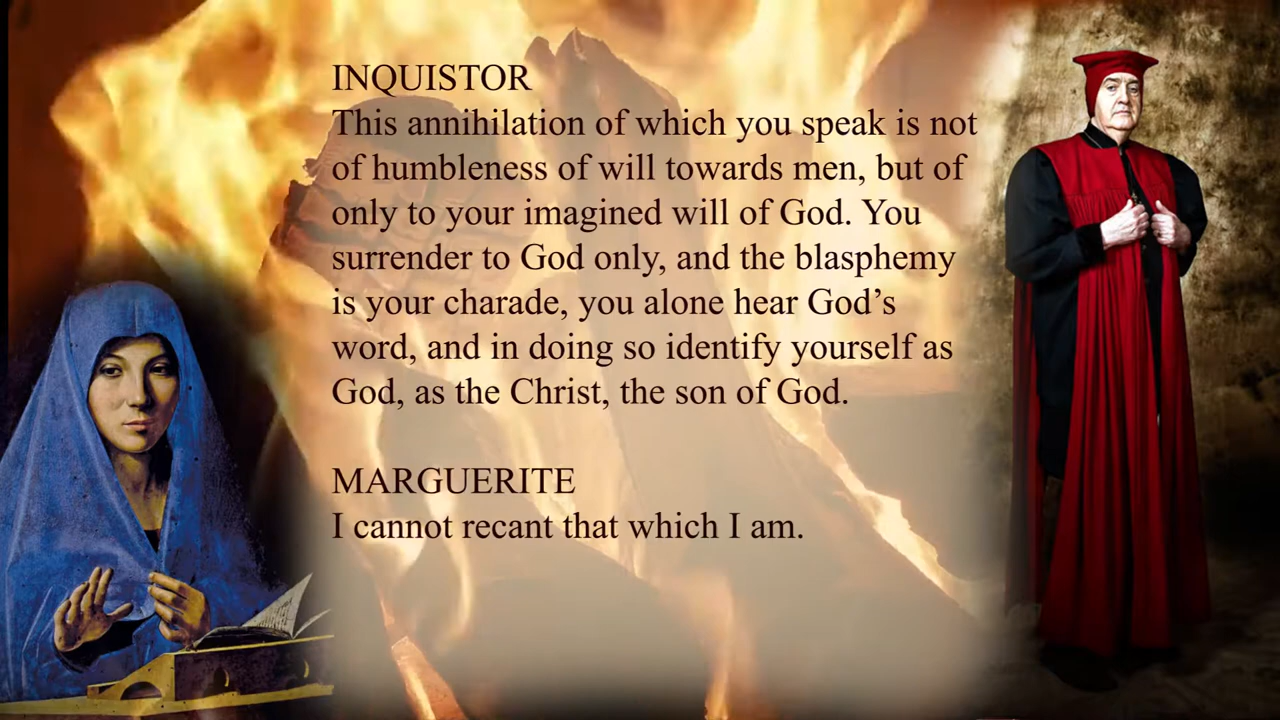 INQUISTOR
This annihilation of which you speak is not
of humbleness of will towards men, but of
only to your imagined will of God. You
surrender to God only, and the blasphemy
is your charade, you alone hear God’s
word, and in doing so identify yourself as
God, as the Christ, the son of God.
MARGUERITE
I cannot recant that which I am.